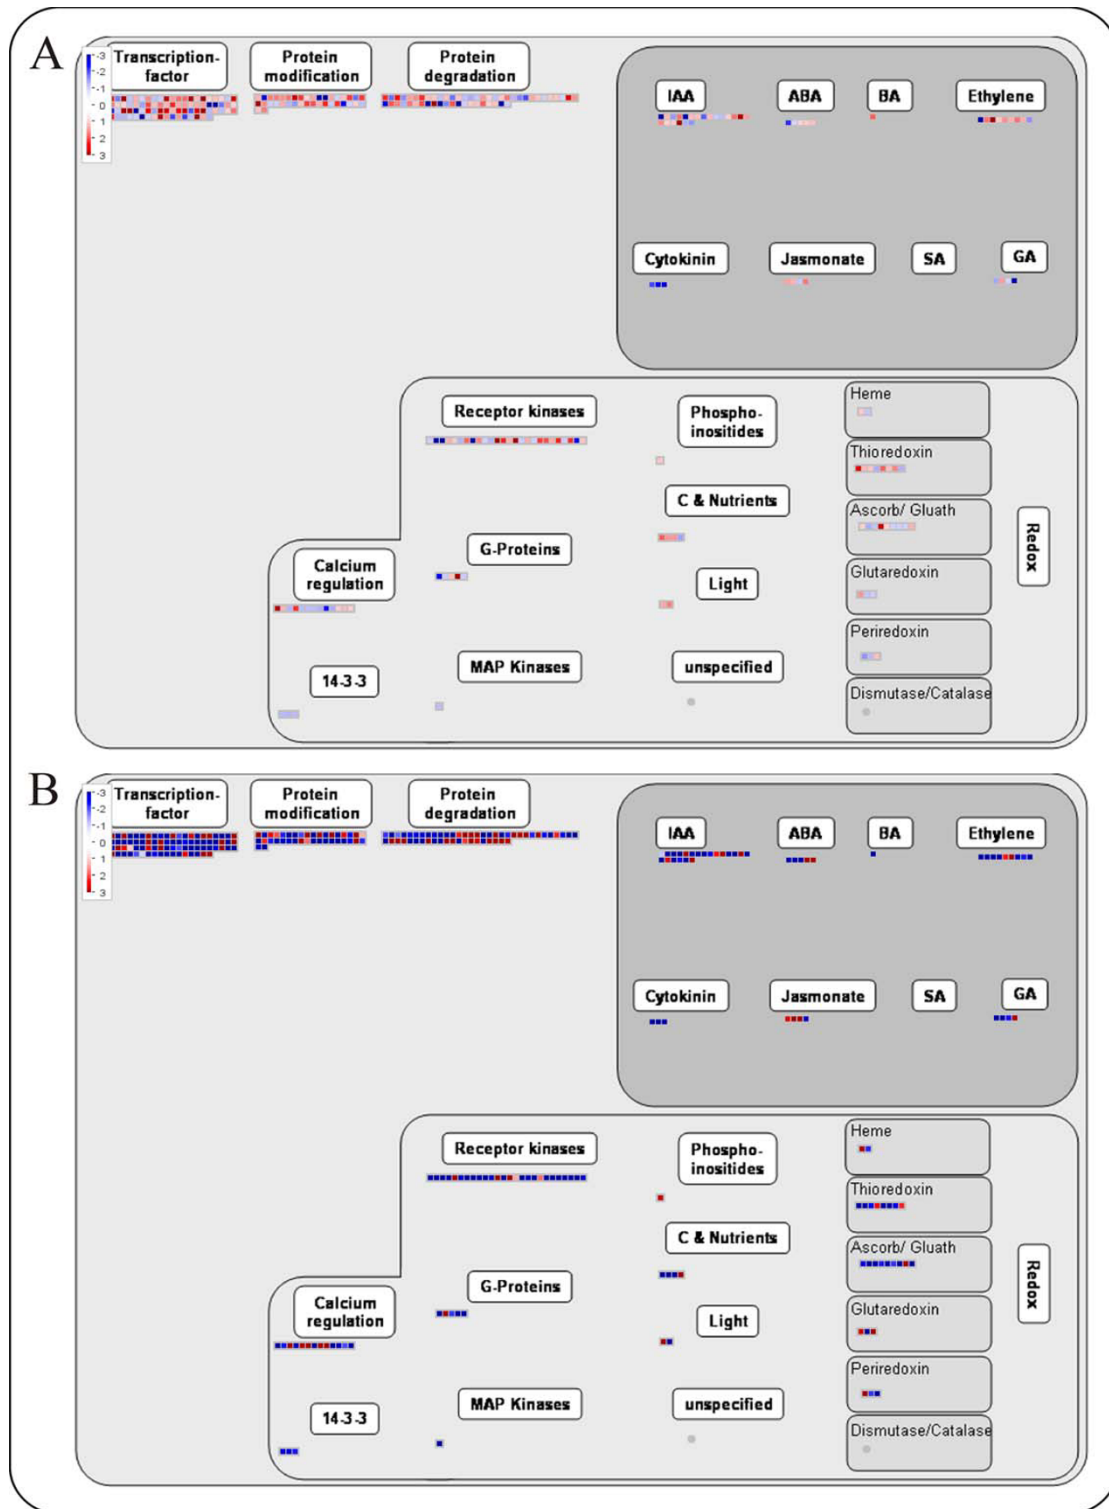 A
-3
-2
-1
0
1
2
3
Transcription-
factor
Protein
modification
Protein
degradation
IAA
ABA
BA
Ethylene
Cytokinin
Jasmonate
SA
GA
Receptor kinases
Phospho-
inositides
C & Nutrients
G-Proteins
Calcium
regulation
Light
MAP Kinases
unspecified
14-3-3
Heme
Thioredoxin
Ascorb/ Gluath
Glutaredoxin
Periredoxin
Dismutase/Catalase
Redox
B
-3
-2
-1
0
1
2
3
Transcription-
factor
Protein
modification
Protein
degradation
IAA
ABA
BA
Ethylene
Cytokinin
Jasmonate
SA
GA
Receptor kinases
Phospho-
inositides
C & Nutrients
G-Proteins
Calcium
regulation
Light
MAP Kinases
unspecified
14-3-3
Heme
Thioredoxin
Ascorb/ Gluath
Glutaredoxin
Periredoxin
Dismutase/Catalase
Redox